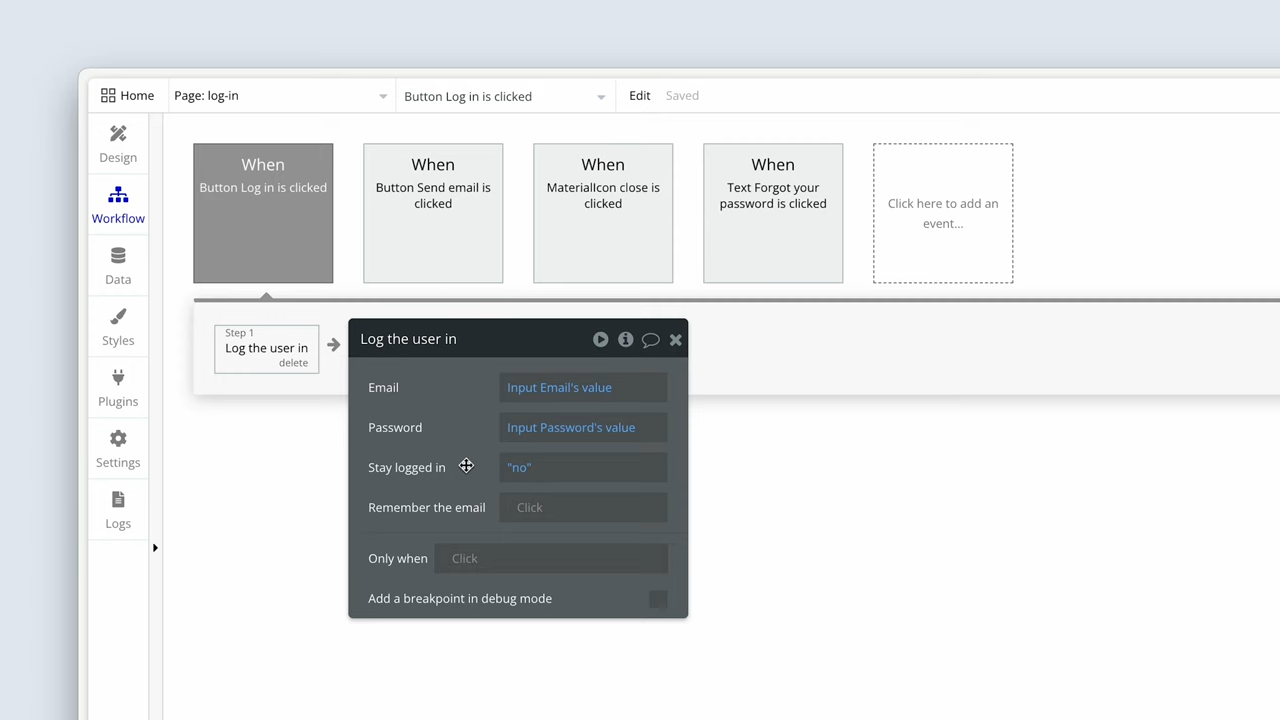 Home
Page: log-in
Button Log in is clicked
Edit
Saved
Design
Workflow
Data
Styles
Plugins
Settings
Logs
When
Button Log in is clicked
When
Button Send email is
clicked
When
MaterialIcon close is
clicked
When
Text Forgot your
password is clicked
Click here to add an
event...
Step 1
Log the user in
delete
Log the user in
Email
Input Email's value
Password
Input Password's value
Stay logged in
"no"
Remember the email
Click
Only when
Click
Add a breakpoint in debug mode